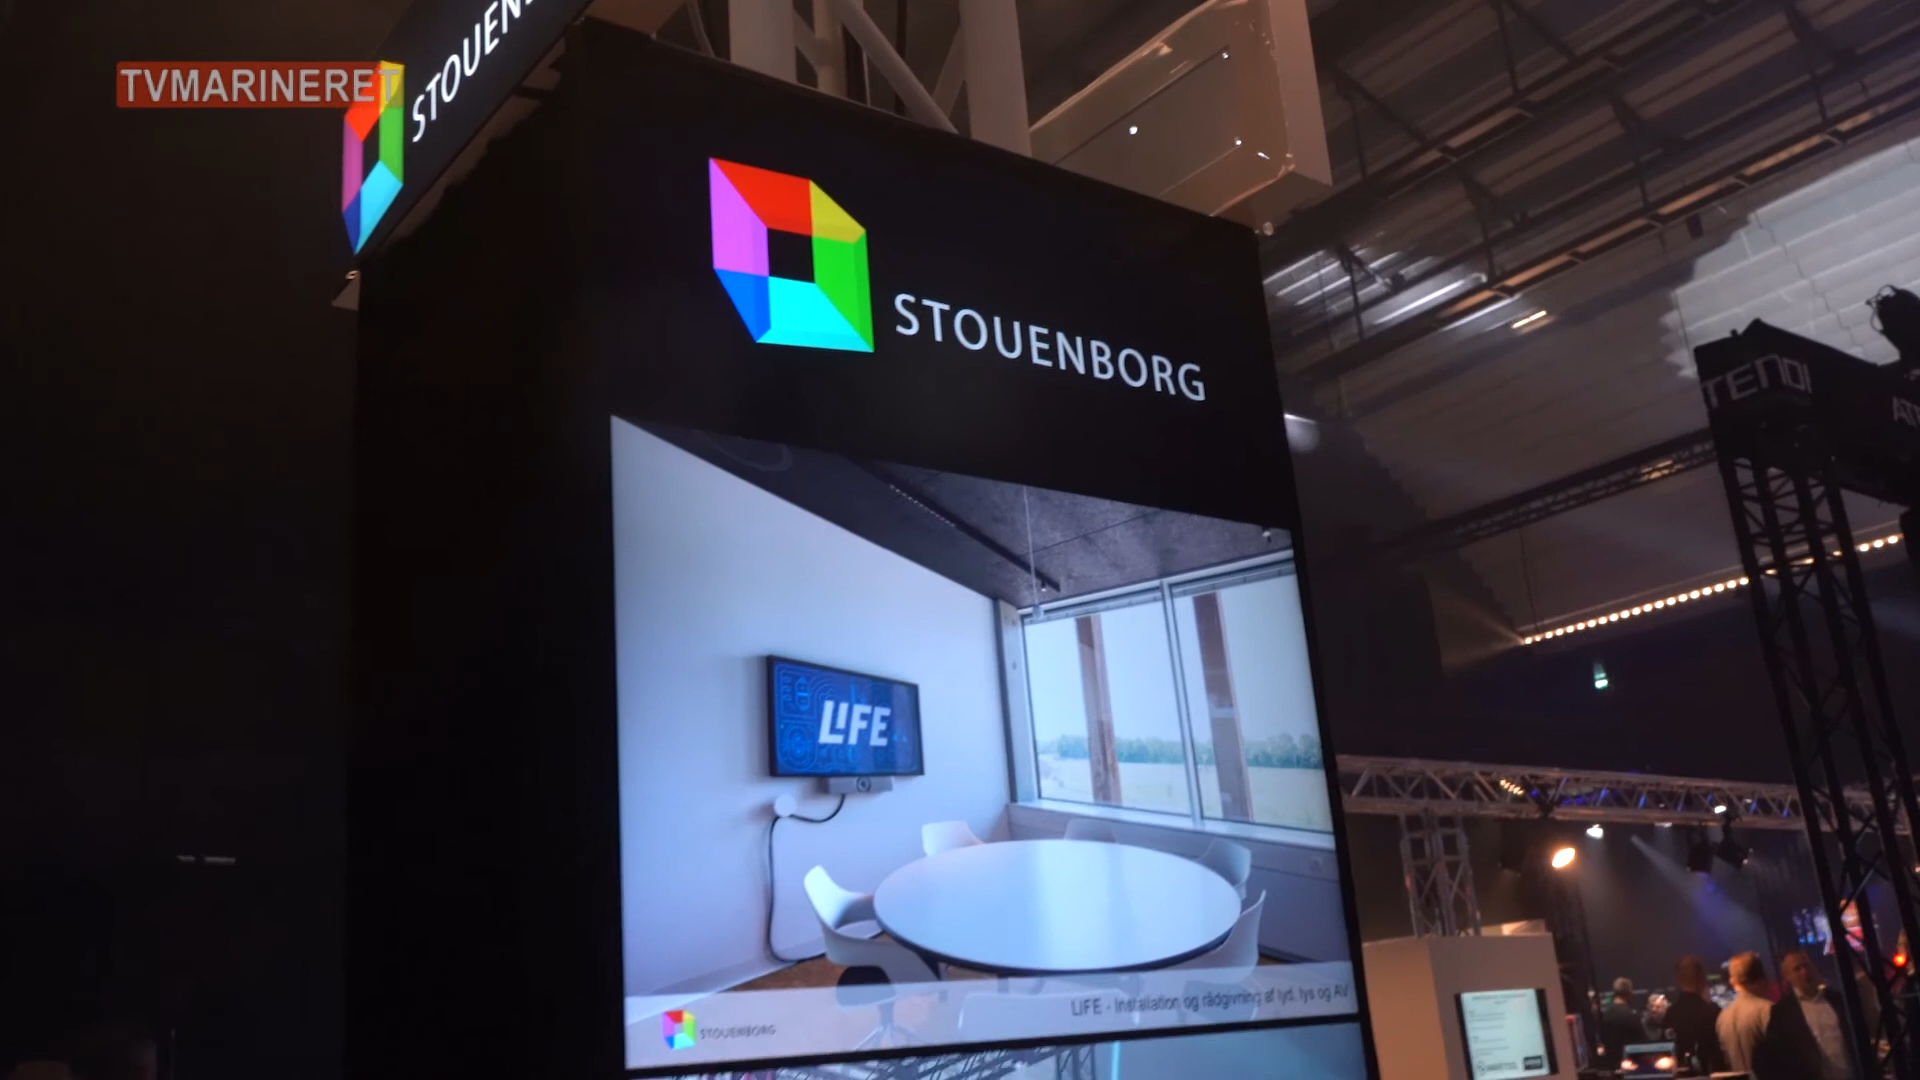 TVMARINERET
STOUEN
STOUENBORG
TENDI
LIFE
LIFE - Installation og rådgivning af lyd, lys og AV
STOUENBORG